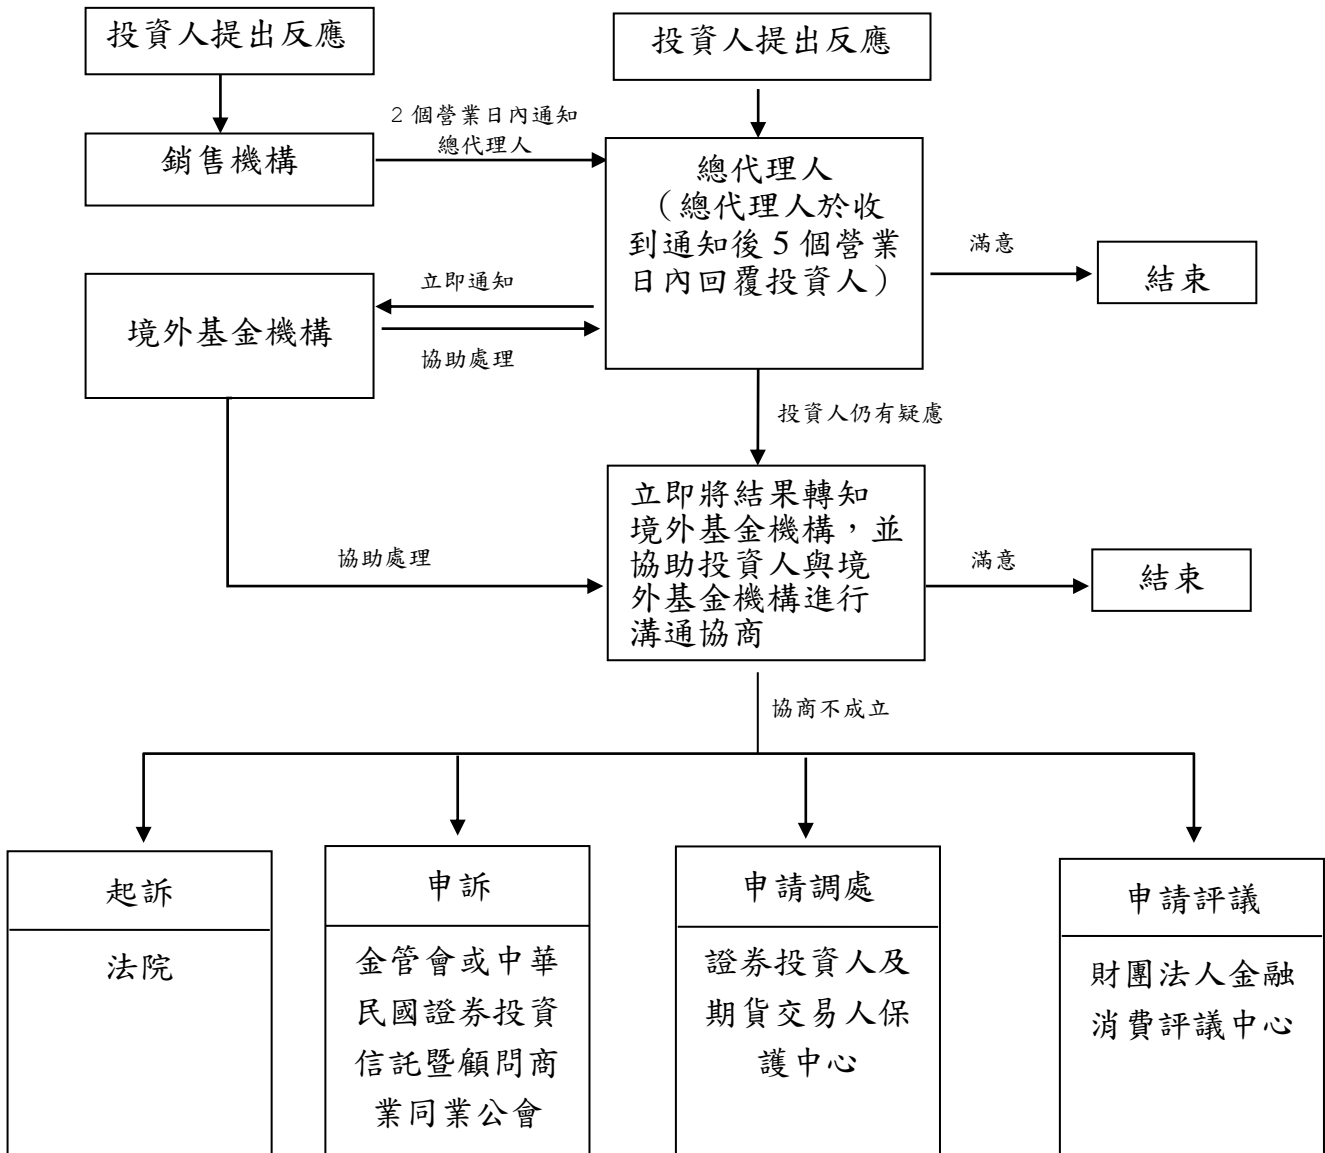 投資人提出反應
投資人提出反應
2 個營業日內通知
總代理人
銷售機構
總代理人
（總代理人於收
到通知後 5 個營業
日內回覆投資人）
滿意
結束
立即通知
境外基金機構
協助處理
投資人仍有疑慮
立即將結果轉知
境外基金機構，並
協助投資人與境
外基金機構進行
溝通協商
協助處理
滿意
結束
協商不成立
起訴
法院
申訴
金管會或中華
民國證券投資
信託暨顧問商
業同業公會
申請調處
證券投資人及
期貨交易人保
護中心
申請評議
財團法人金融
消費評議中心